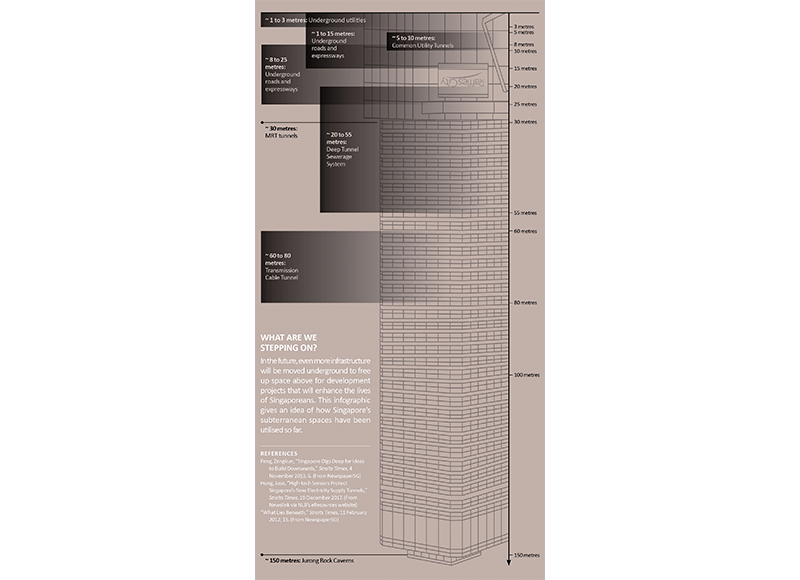 ~ 1 to 3 metres: Underground utilities
~ 1 to 15 metres:
Underground
roads and
expressways
~ 5 to 10 metres:
Common Utility Tunnels
~ 8 to 25
metres:
Underground
roads and
expressways
~ 30 metres:
MRT tunnels
~ 20 to 55
metres:
Deep Tunnel
Sewerage
System
~ 60 to 80
metres:
Transmission
Cable Tunnel
3 metres
5 metres
8 metres
10 metres
15 metres
20 metres
25 metres
30 metres
55 metres
60 metres
80 metres
100 metres
150 metres
Raffles City
WHAT ARE WE
STEPPING ON?
In the future, even more infrastructure
will be moved underground to free
up space above for development
projects that will enhance the lives
of Singaporeans. This infographic
gives an idea of how Singapore's
subterranean spaces have been
utilised so far.
REFERENCES
Feng, Zengkun, "Singapore Digs Deep for Ideas
to Build Downwards," Straits Times, 4
November 2013, 6. (From NewspaperSG)
Hung, Jose, "High-tech Sensors Protect
Singapore's New Electricity Supply Tunnels,"
Straits Times, 19 December 2017. (From
Newslink via NLB's eResources website)
"What Lies Beneath," Straits Times, 11 February
2012, 15. (From NewspaperSG)
~ 150 metres: Jurong Rock Caverns